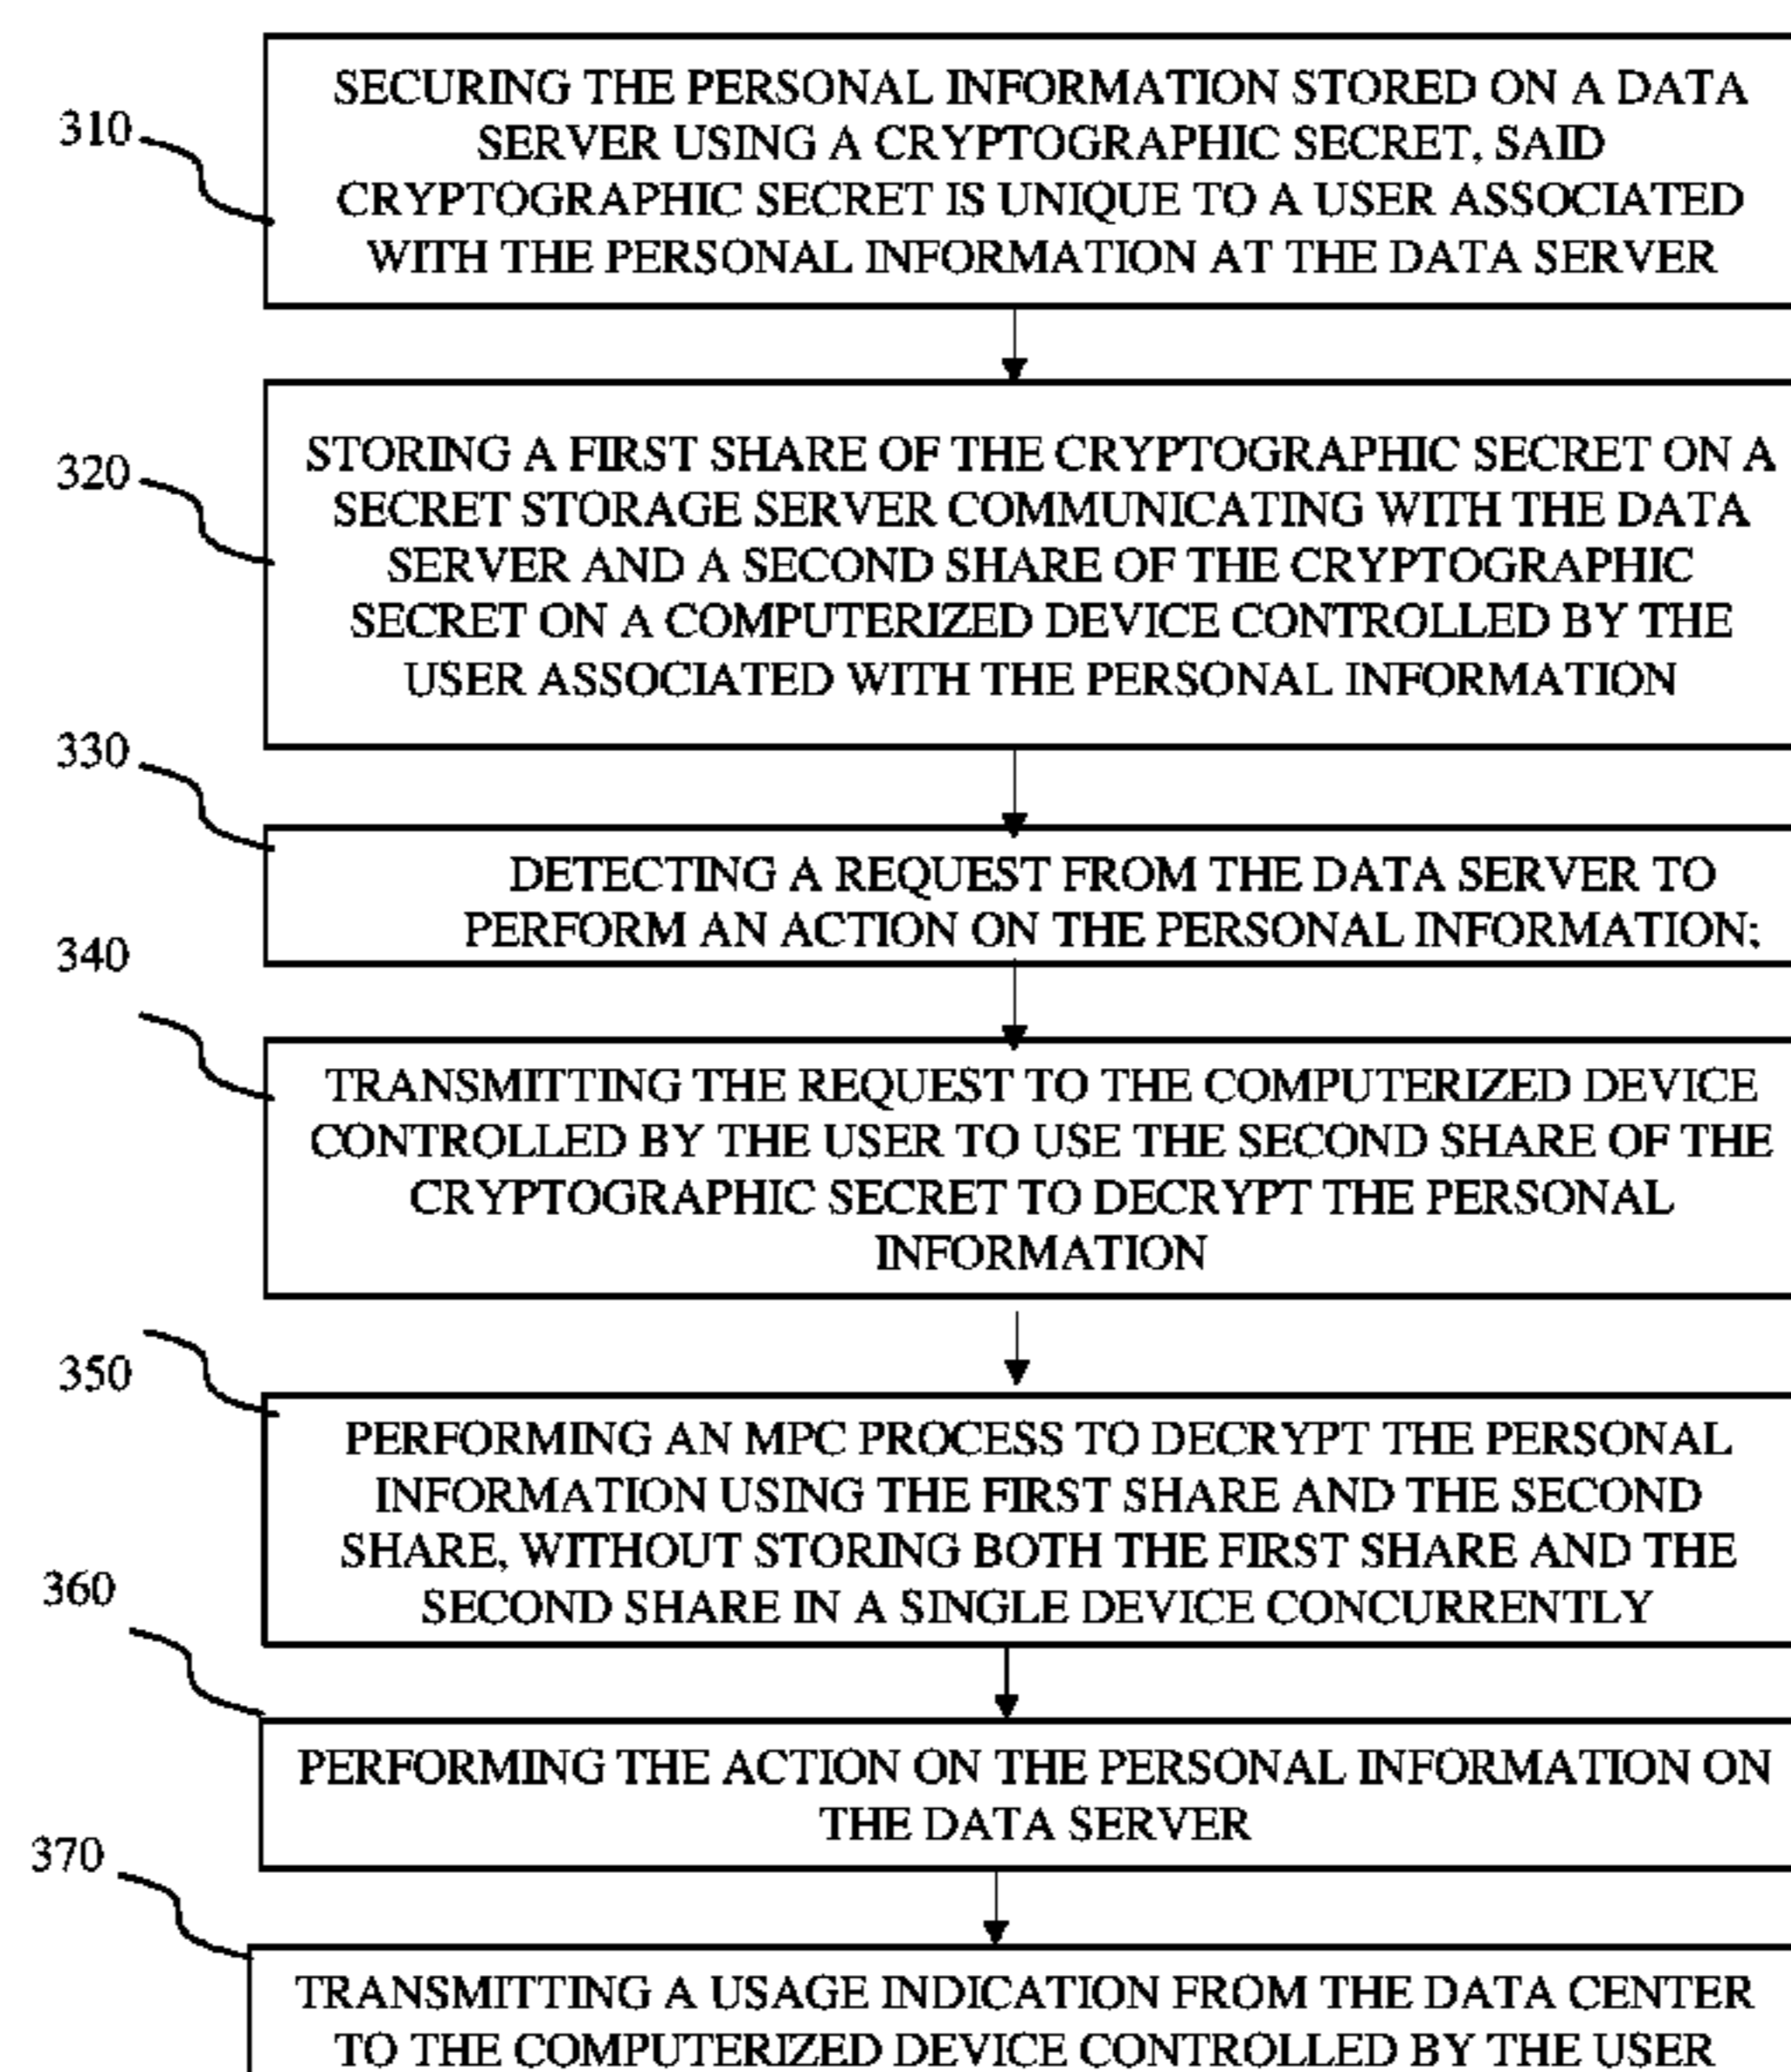 310
SECURING THE PERSONAL INFORMATION STORED ON A DATA
SERVER USING A CRYPTOGRAPHIC SECRET, SAID
CRYPTOGRAPHIC SECRET IS UNIQUE TO A USER ASSOCIATED
WITH THE PERSONAL INFORMATION AT THE DATA SERVER
320
STORING A FIRST SHARE OF THE CRYPTOGRAPHIC SECRET ON A
SECRET STORAGE SERVER COMMUNICATING WITH THE DATA
SERVER AND A SECOND SHARE OF THE CRYPTOGRAPHIC
SECRET ON A COMPUTERIZED DEVICE CONTROLLED BY THE
USER ASSOCIATED WITH THE PERSONAL INFORMATION
330
DETECTING A REQUEST FROM THE DATA SERVER TO
PERFORM AN ACTION ON THE PERSONAL INFORMATION;
340
TRANSMITTING THE REQUEST TO THE COMPUTERIZED DEVICE
CONTROLLED BY THE USER TO USE THE SECOND SHARE OF THE
CRYPTOGRAPHIC SECRET TO DECRYPT THE PERSONAL
INFORMATION
350
PERFORMING AN MPC PROCESS TO DECRYPT THE PERSONAL
INFORMATION USING THE FIRST SHARE AND THE SECOND
SHARE, WITHOUT STORING BOTH THE FIRST SHARE AND THE
SECOND SHARE IN A SINGLE DEVICE CONCURRENTLY
360
PERFORMING THE ACTION ON THE PERSONAL INFORMATION ON
THE DATA SERVER
370
TRANSMITTING A USAGE INDICATION FROM THE DATA CENTER
TO THE COMPUTERIZED DEVICE CONTROLLED BY THE USER